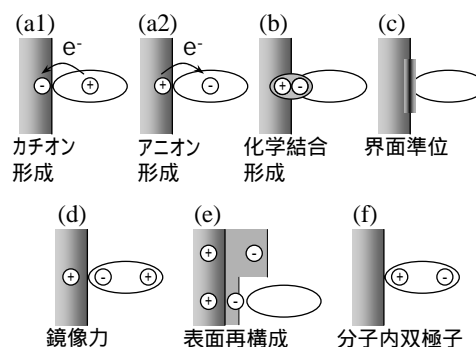 (a1) (a2) (b) (c)
e- e-
- + + - + -
カチオン形成 アニオン形成 化学結合形成 界面準位
(d) (e) (f)
+ - + + - + - + -
鏡像力 表面再構成 分子内双極子